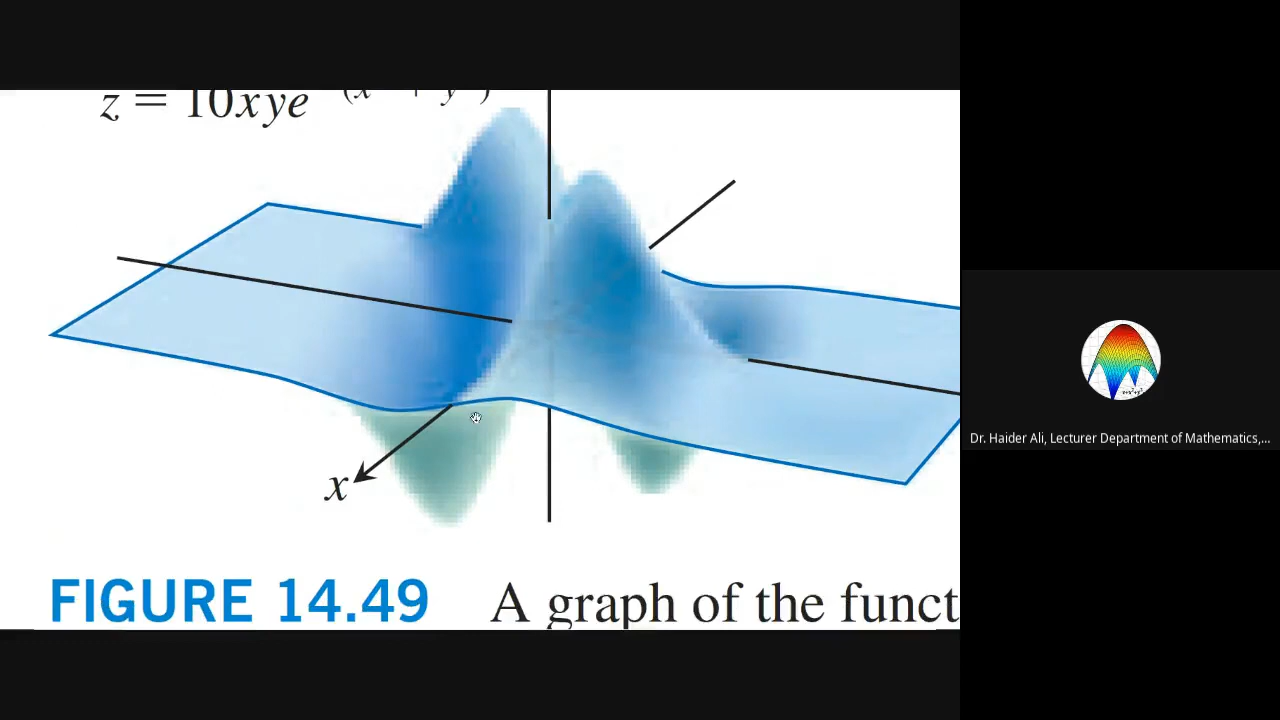 z = 10xye
x
FIGURE 14.49 A graph of the funct
Dr. Haider Ali, Lecturer Department of Mathematics,...